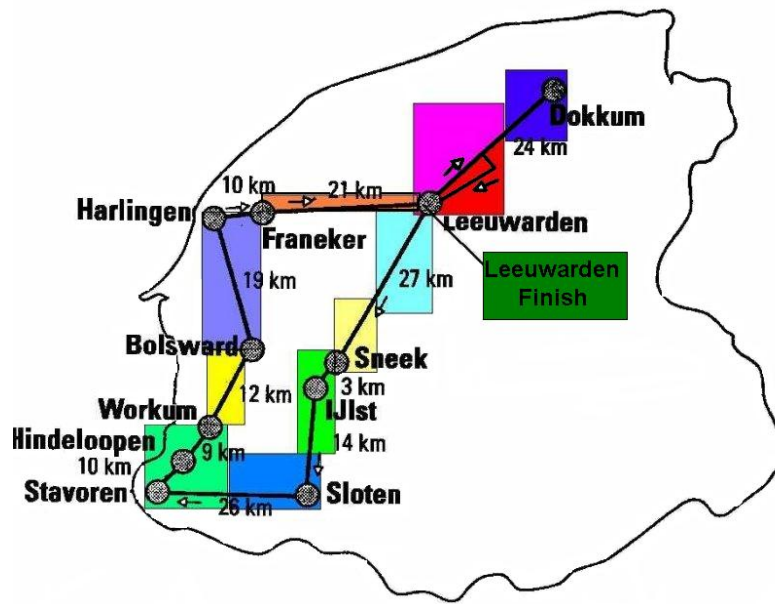 Dokkum
24 km
10 km
21 km
Harlingen
Franeker
Leeuwarden
Leeuwarden
Finish
19 km
27 km
Bolsward
Sneek
3 km
12 km
IJlst
Workum
14 km
Hindeloopen
9 km
10 km
Stavoren
Sloten
26 km